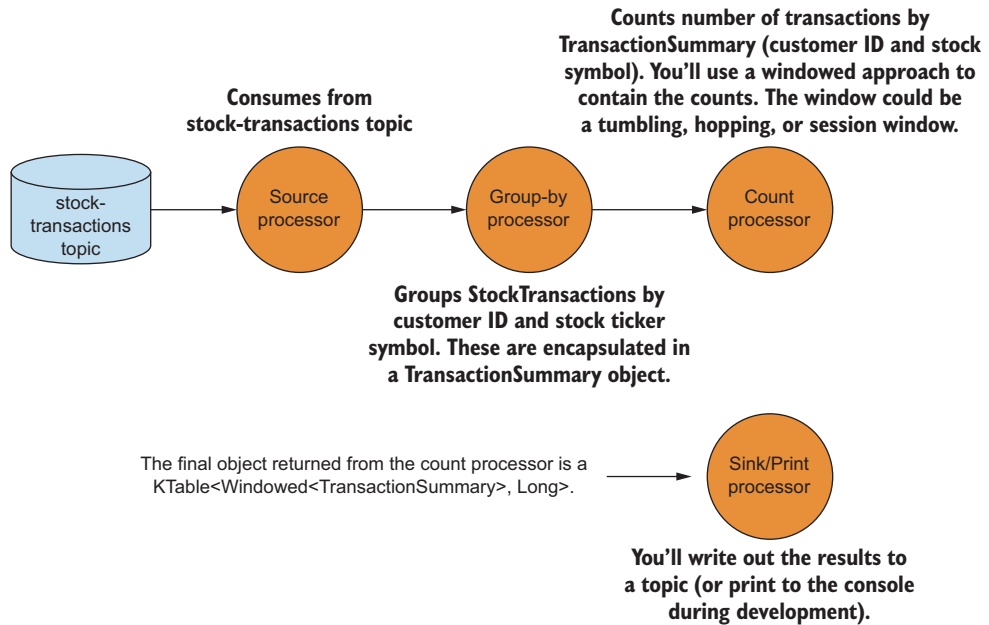 Counts number of transactions by
TransactionSummary (customer ID and stock
symbol). You'll use a windowed approach to
contain the counts. The window could be
a tumbling, hopping, or session window.
Consumes from
stock-transactions topic
stock-
transactions
topic
Source
processor
Group-by
processor
Count
processor
Groups StockTransactions by
customer ID and stock ticker
symbol. These are encapsulated in
a TransactionSummary object.
The final object returned from the count processor is a
KTable<Windowed<TransactionSummary>, Long>.
Sink/Print
processor
You'll write out the results to
a topic (or print to the console
during development).